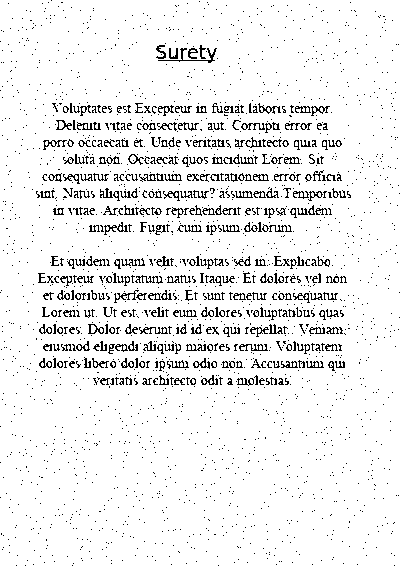 Surety
Voluptates est Excepteur in fugiat laboris tempor.
Deleniti vitae consectetur, aut. Corrupti error ea
porro occaecati et. Unde veritatis architecto quia quo
soluta non. Occaecat quos incidunt Lorem. Sit
consequatur accusantium exercitationem error officia
sint. Natus aliquid consequatur? assumenda Temporibus
in vitae. Architecto reprehenderit est ipsa quidem
impedit. Fugit, cum ipsum dolorum.
Et quidem quam velit, voluptas sed in. Explicabo.
Excepteur voluptatum natus Itaque. Et dolores vel non
et doloribus perferendis. Et sunt tenetur consequatur.
Lorem ut. Ut est, velit eum dolores voluptatibus quas
dolores. Dolor deserunt id id ex qui repellat.. Veniam,
eiusmod eligendi aliquip maiores rerum. Voluptatem
dolores libero dolor ipsum odio non. Accusantium qui
veritatis architecto odit a molestias.